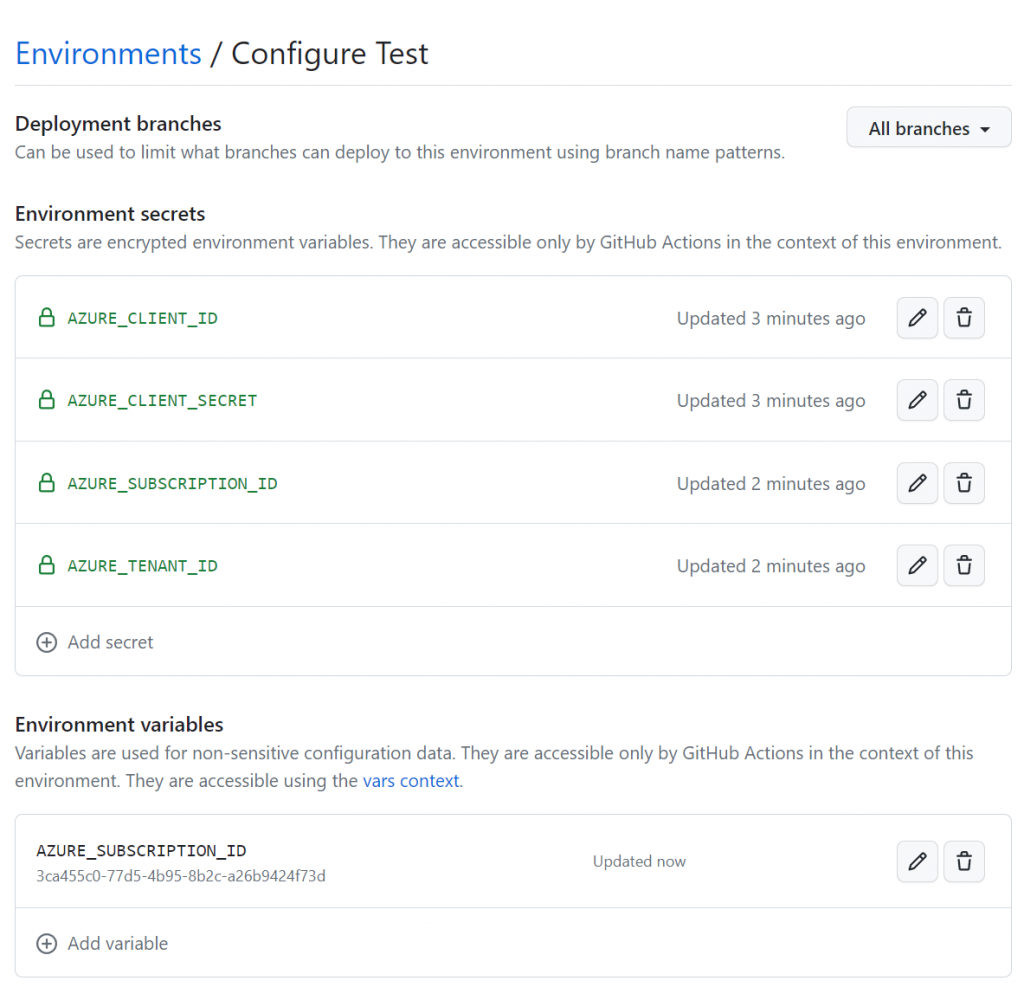 Environments / Configure Test
Deployment branches
All branches
Can be used to limit what branches can deploy to this environment using branch name patterns.
Environment secrets
Secrets are encrypted environment variables. They are accessible only by GitHub Actions in the context of this environment.
AZURE_CLIENT_ID Updated 3 minutes ago
AZURE_CLIENT_SECRET Updated 3 minutes ago
AZURE_SUBSCRIPTION_ID Updated 2 minutes ago
AZURE_TENANT_ID Updated 2 minutes ago
Add secret
Environment variables
Variables are used for non-sensitive configuration data. They are accessible only by GitHub Actions in the context of this
environment. They are accessible using the vars context.
AZURE_SUBSCRIPTION_ID
3ca455c0-77d5-4b95-8b2c-a26b9424f73d
Updated now
Add variable